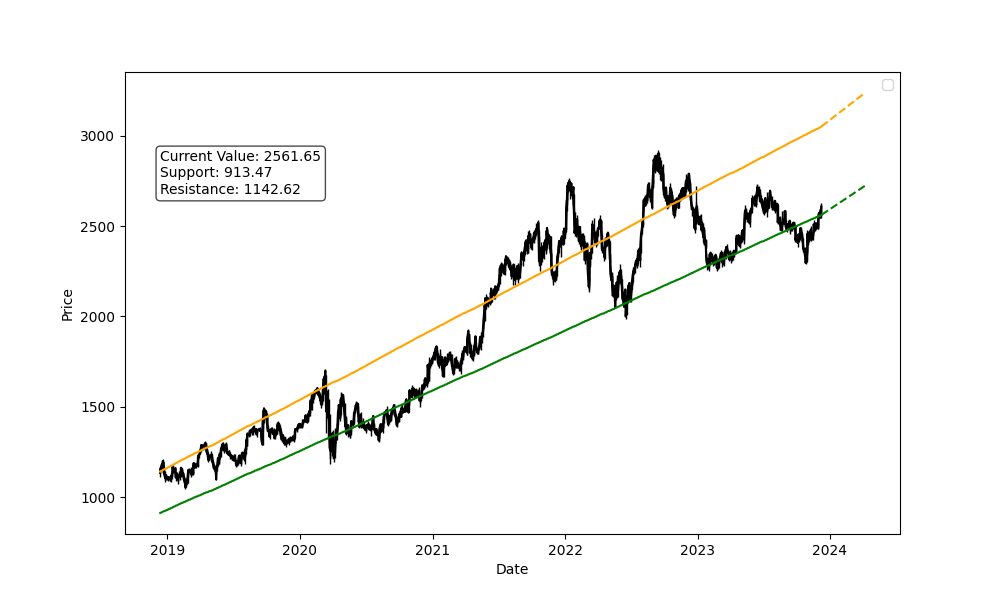 3000
2500
2000
1500
1000
Price
Current Value: 2561.65
Support: 913.47
Resistance: 1142.62
2019 2020 2021 2022 2023 2024
Date